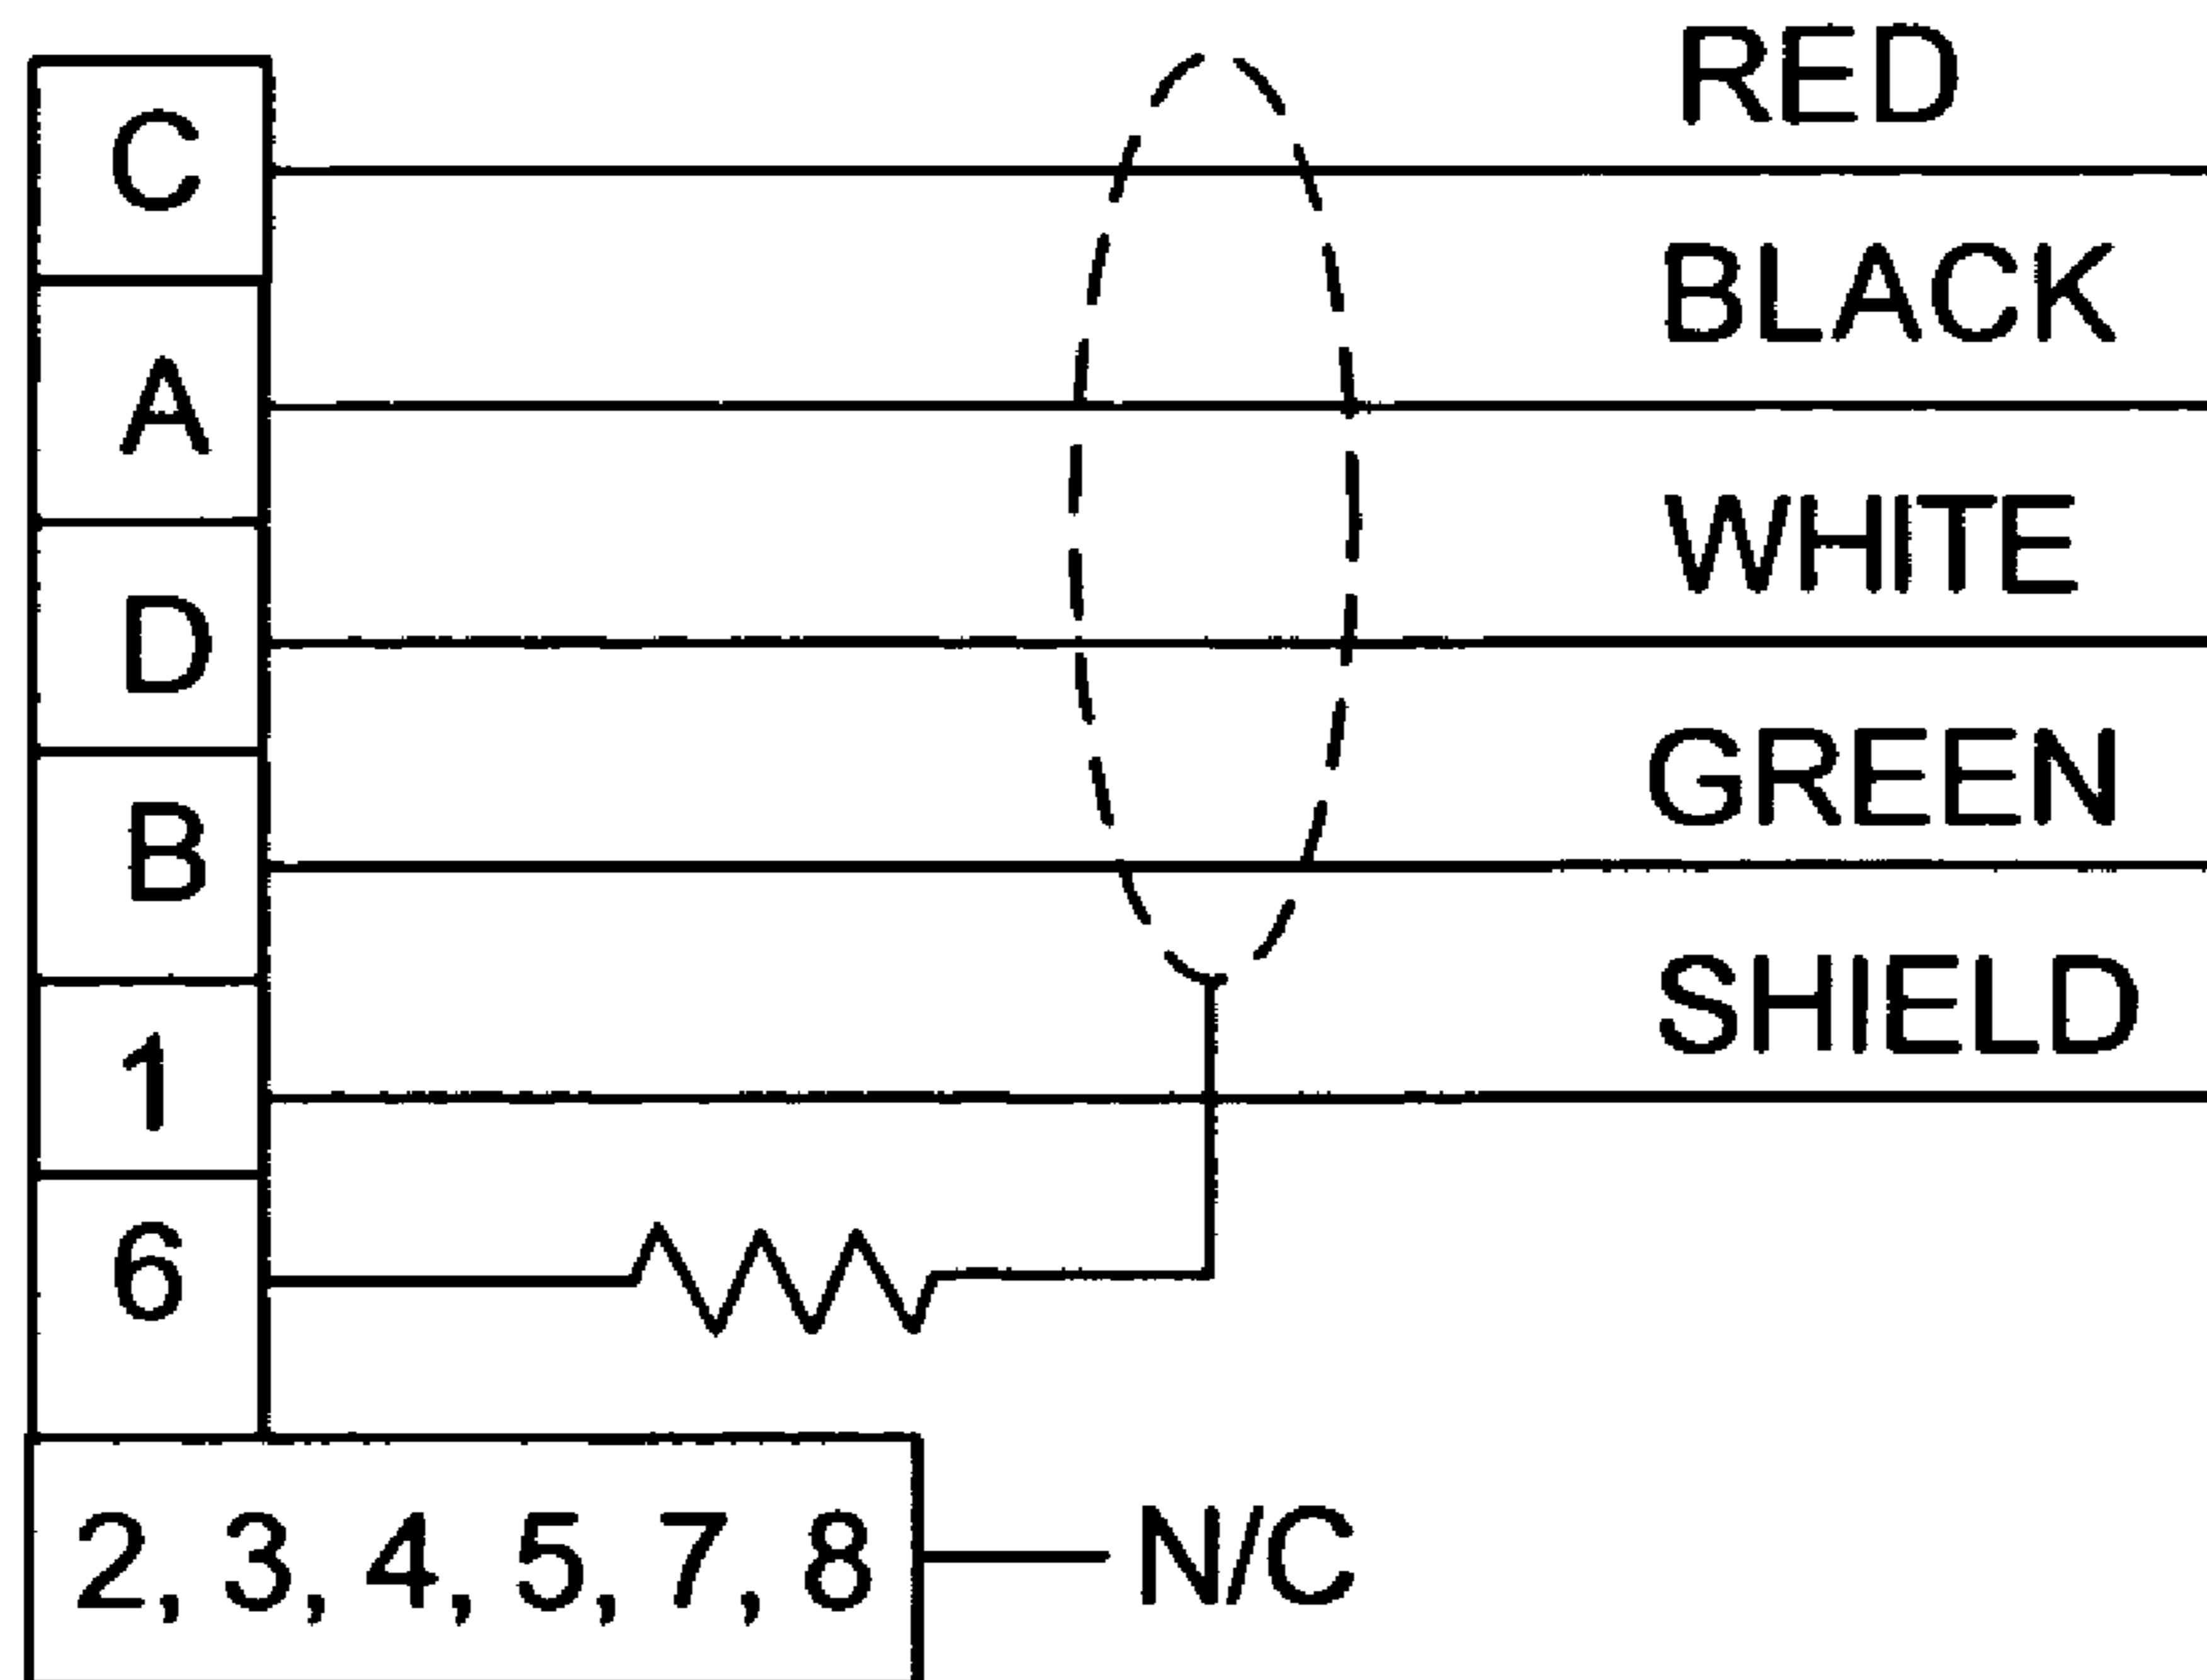 RED
C
BLACK
A
WHITE
D
GREEN
B
SHIELD
1
6
2, 3, 4, 5, 7, 8
N/C